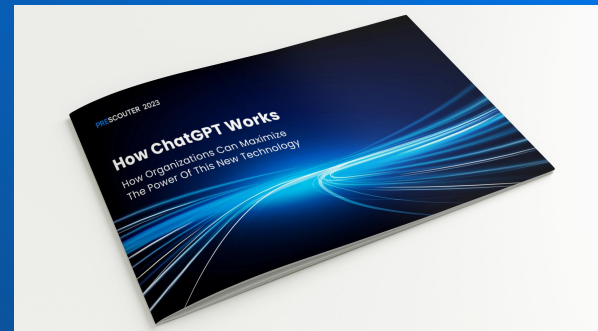 PRESCOUTER 2023
How ChatGPT Works
How Organizations Can Maximize
The Power Of This New Technology